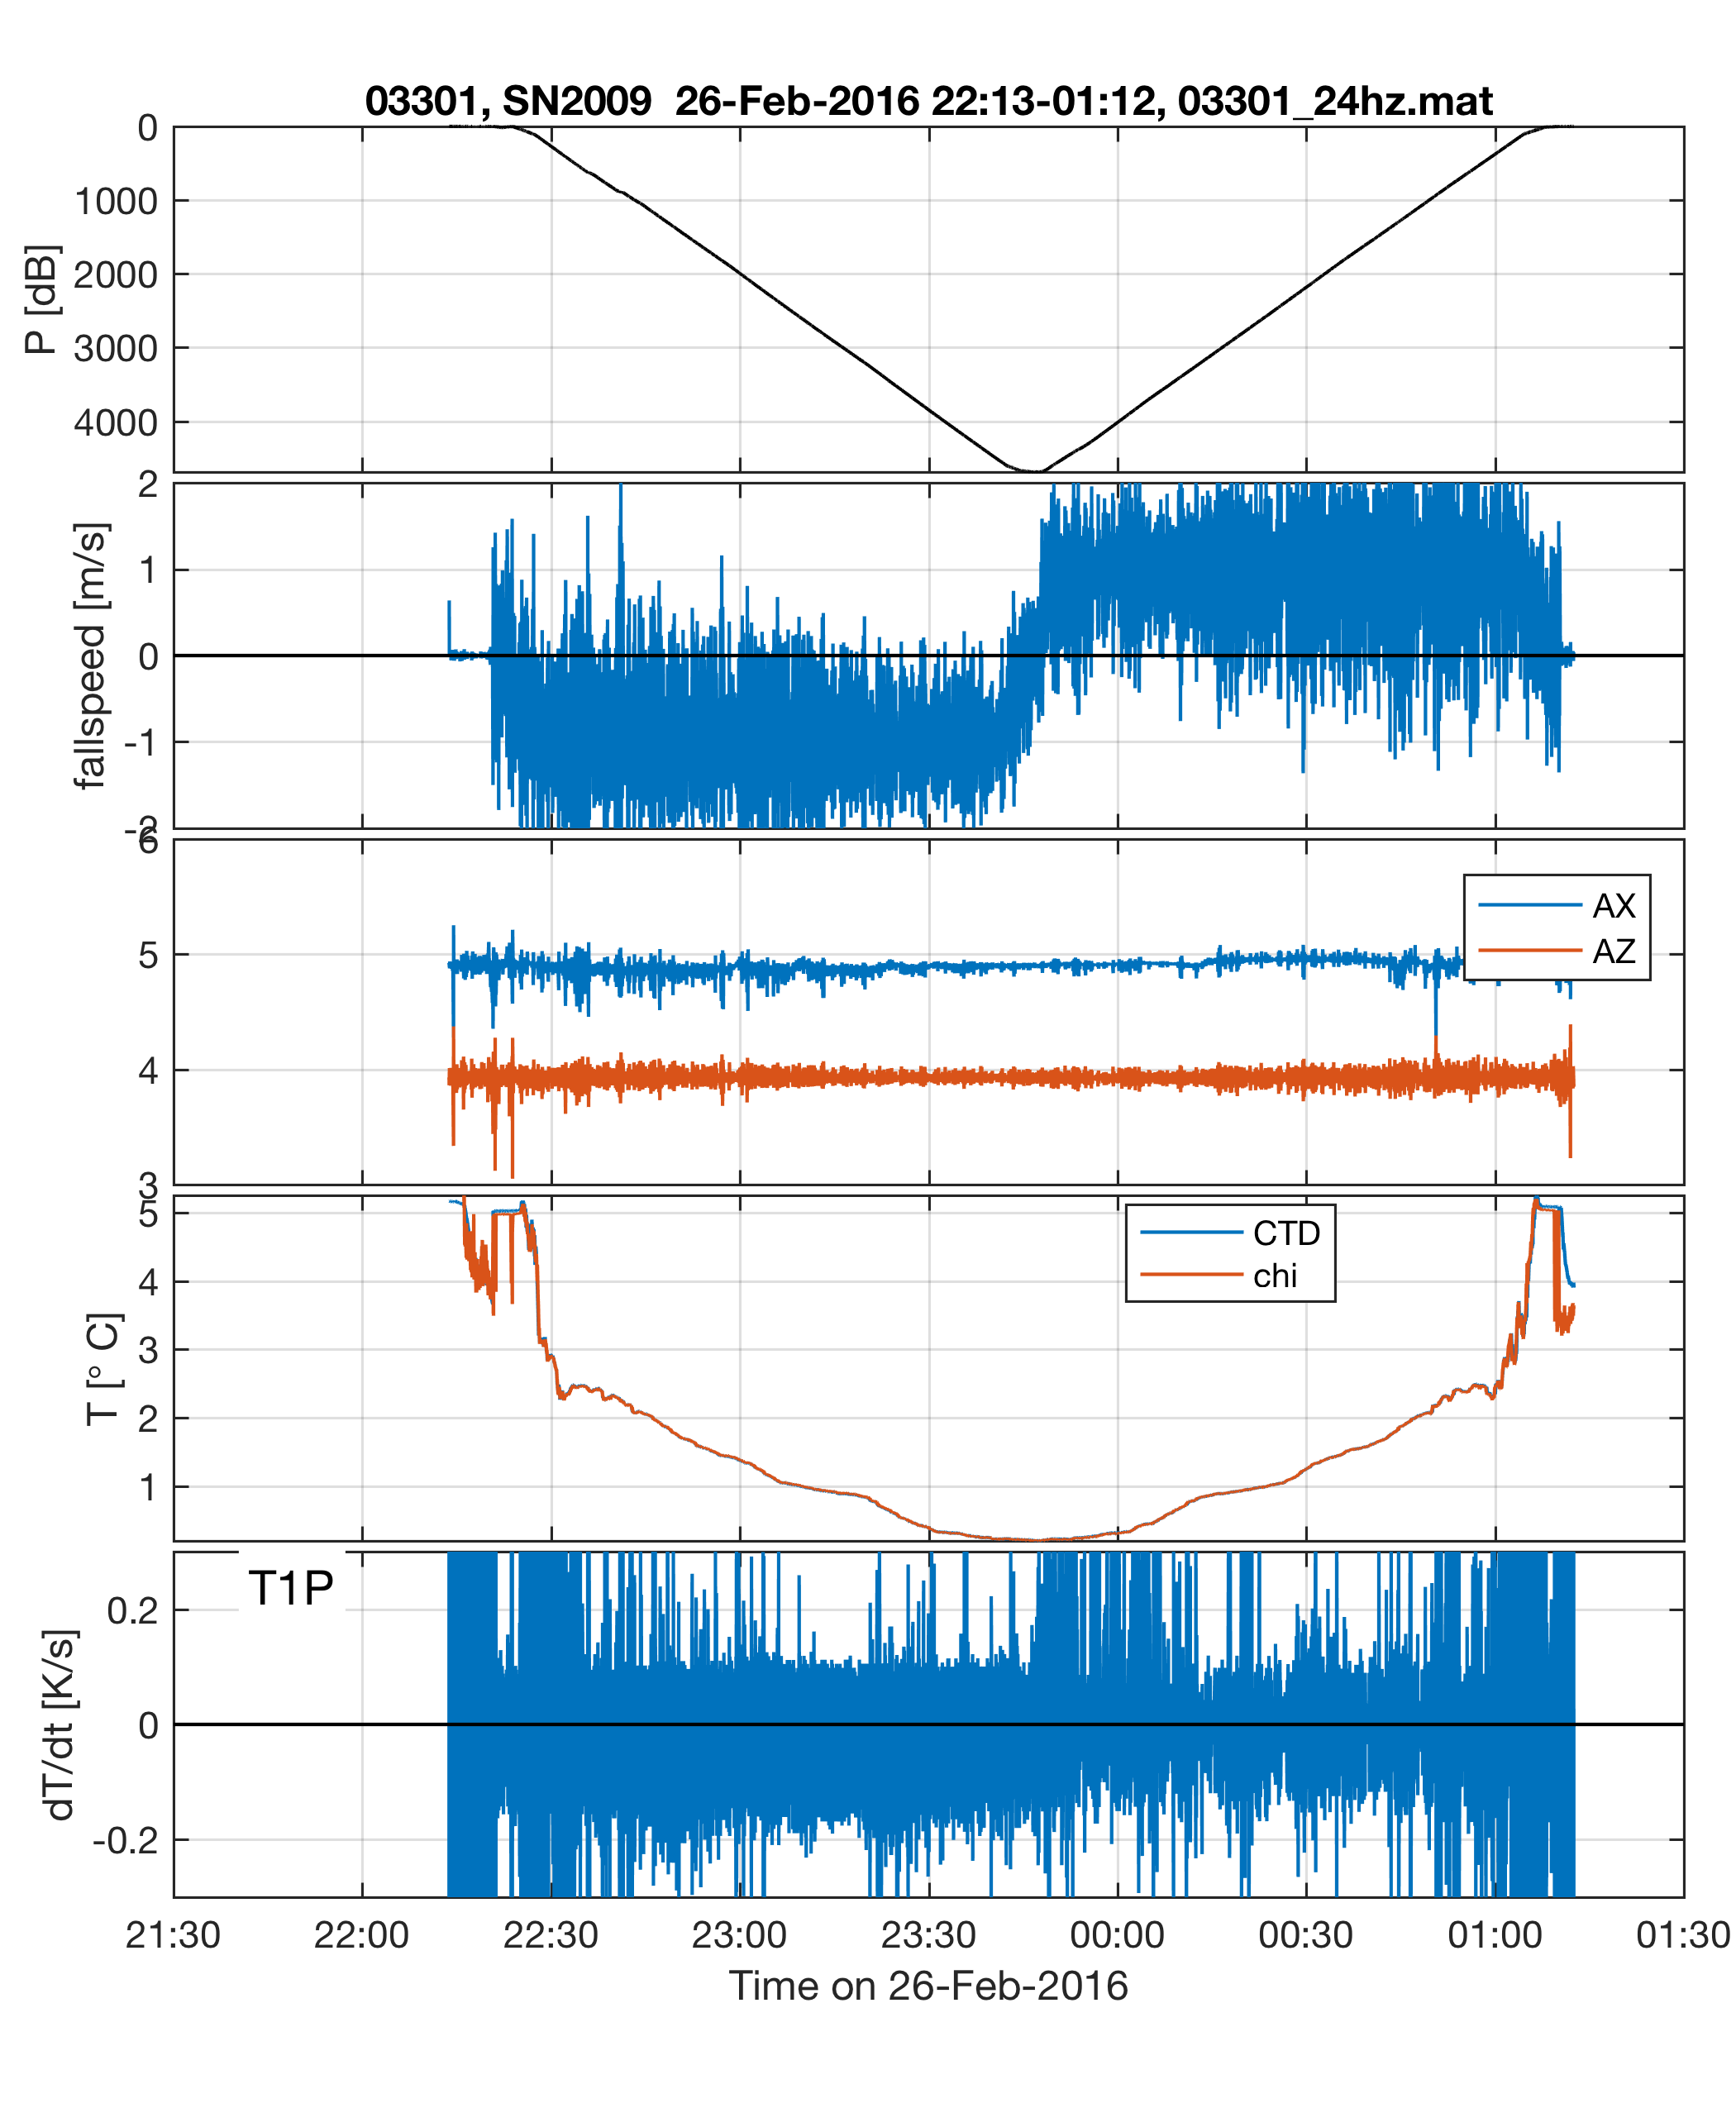 03301, SN2009  26-Feb-2016 22:13-01:12, 03301_24hz.mat
0
1000
2000
3000
4000
P [dB]
2
1
0
-1
-2
fallspeed [m/s]
6
5
4
3
AX
AZ
5
4
3
2
1
T [° C]
CTD
chi
T1P
0.2
0
-0.2
dT/dt [K/s]
21:30 22:00 22:30 23:00 23:30 00:00 00:30 01:00 01:30
Time on 26-Feb-2016